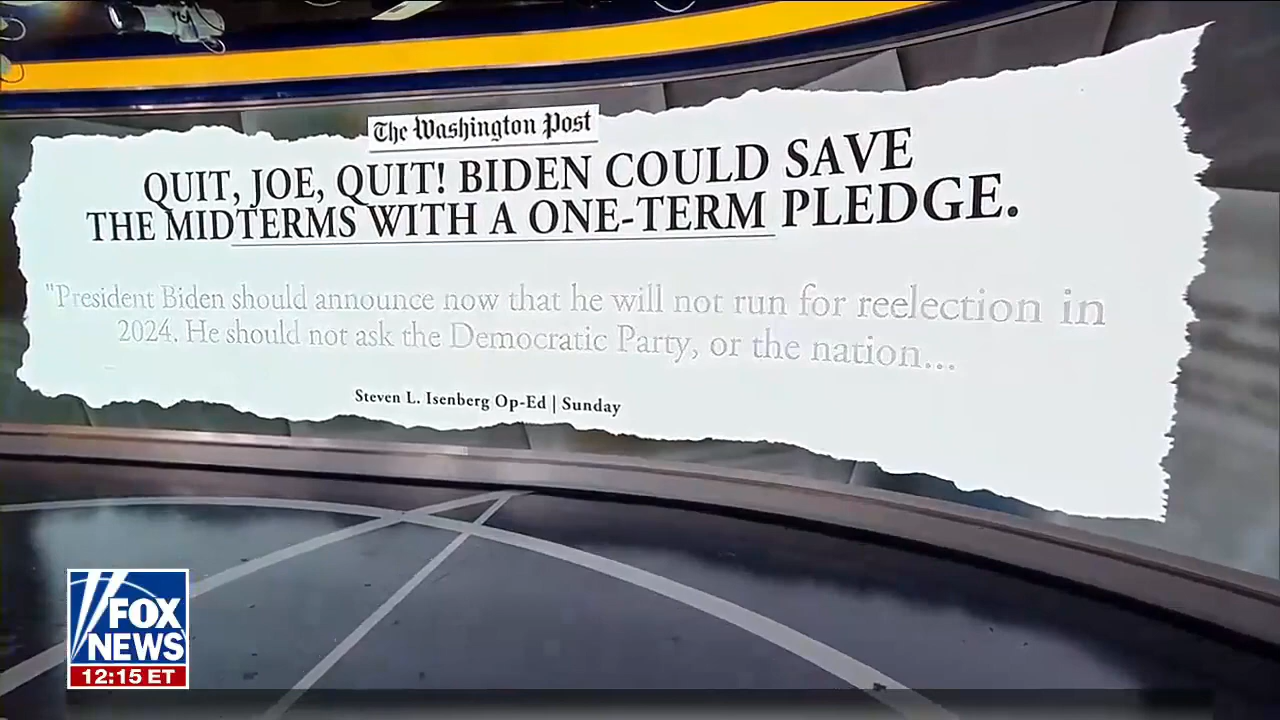 The Washington Post
QUIT, JOE, QUIT! BIDEN COULD SAVE
THE MIDTERMS WITH A ONE-TERM PLEDGE.
"President Biden should announce now that he will not run for reelection in
2024. He should not ask the Democratic Party, or the nation...
Steven L. Isenberg Op-Ed | Sunday
FOX
NEWS
12:15 ET